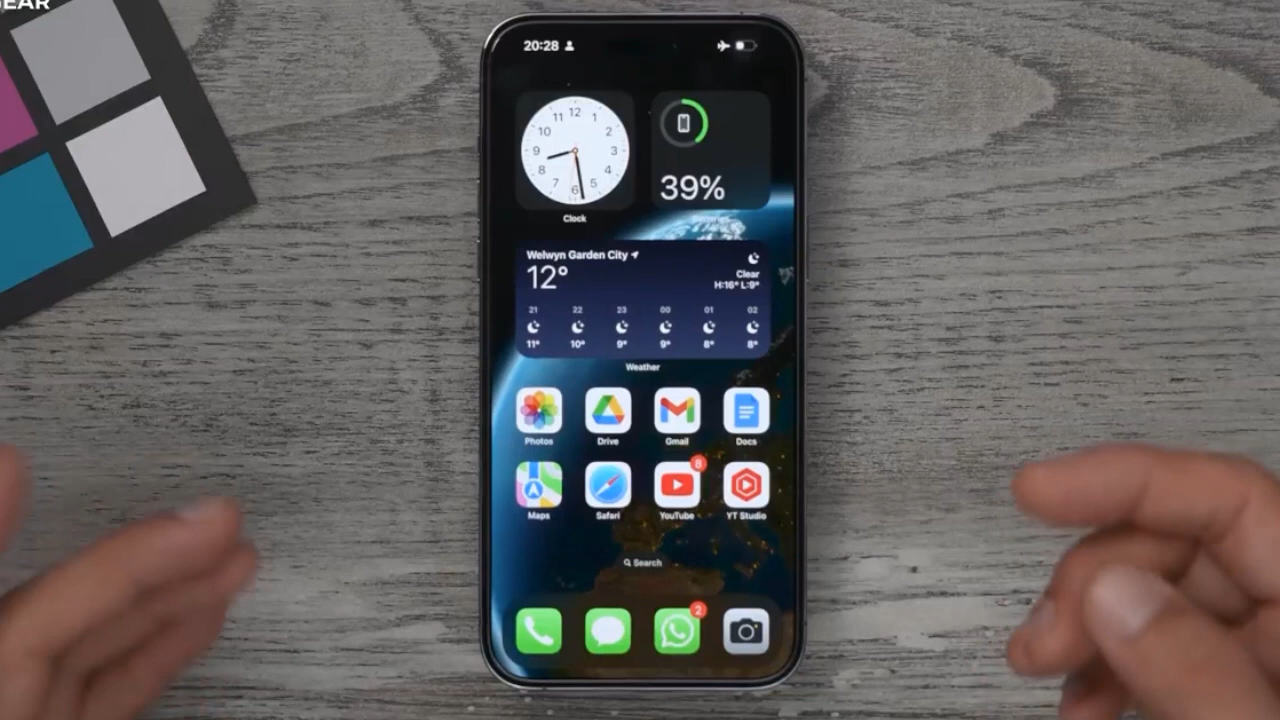 GEAR
20:28
12
11 1
10 2
9 3
8 4
7 5
6
39%
Clock
Welwyn Garden City
12°
Clear
H:16° L:9°
21 22 23 00 01 02
11° 10° 9° 9° 8° 8°
Weather
Photos Drive Gmail Docs
8
Maps Safari YouTube YT Studio
Search
2